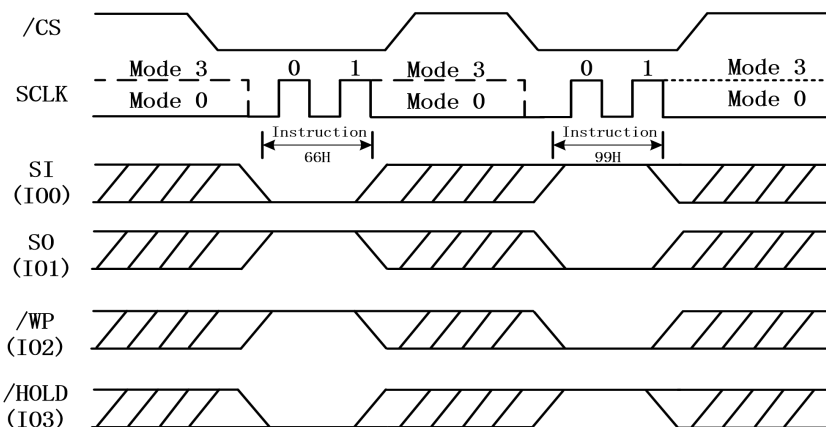 /CS
Mode 3 0 1 Mode 3 0 1 Mode 3
SCLK
Mode 0 Mode 0 Mode 0
Instruction Instruction
66H 99H
SI
(IO0)
SO
(IO1)
/WP
(IO2)
/HOLD
(IO3)